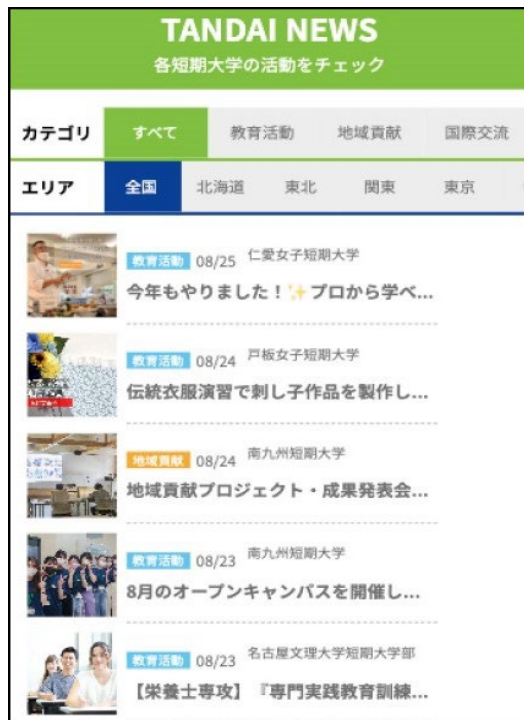 TANDAI NEWS
各短期大学の活動をチェック
カテゴリ すべて 教育活動 地域貢献 国際交流
エリア 全国 北海道 東北 関東 東京
教育活動 08/25 仁愛女子短期大学
今年もやりました！✨プロから学べ...
教育活動 08/24 戸板女子短期大学
伝統衣服演習で刺し子作品を製作し...
地域貢献 08/24 南九州短期大学
地域貢献プロジェクト・成果発表会...
教育活動 08/23 南九州短期大学
8月のオープンキャンパスを開催し...
教育活動 08/23 名古屋文理大学短期大学部
【栄養士専攻】『専門実践教育訓練...